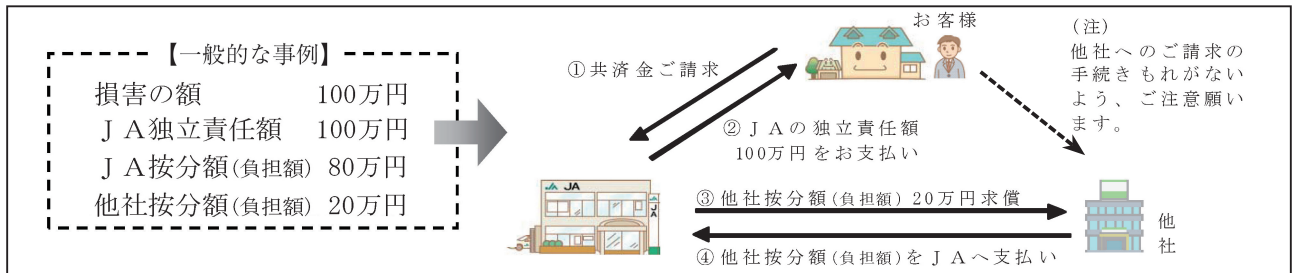 【一般的な事例】
損害の額 100万円
ＪＡ独立責任額 100万円
ＪＡ按分額(負担額) 80万円
他社按分額(負担額) 20万円
①共済金ご請求
お客様
② ＪＡの独立責任額
100万円をお支払い
(注)
他社へのご請求の
手続きもれがない
よう、ご注意願い
ます。
JA JA
JA
③他社按分額(負担額) 20万円求償
④他社按分額(負担額)をＪＡへ支払い
他
社